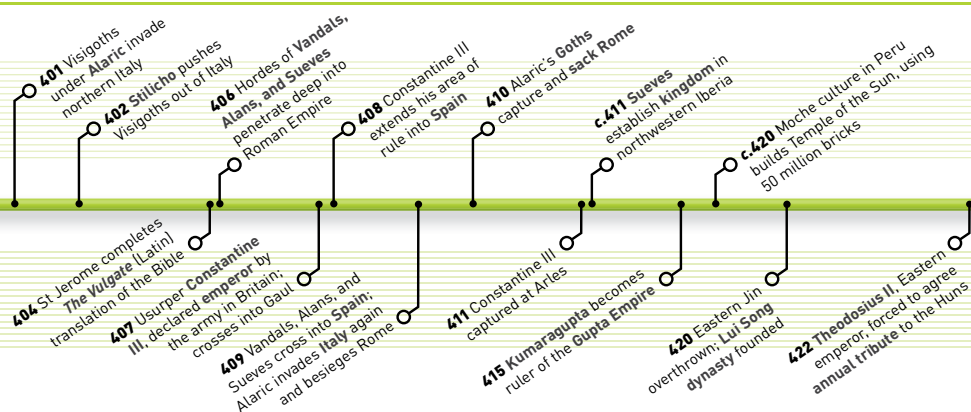 401 Visigoths
under Alaric invade
northern Italy
402 Stilicho pushes
Visigoths out of Italy
406 Hordes of Vandals,
Alans, and Sueves
penetrate deep into
Roman Empire
408 Constantine III
extends his area of
rule into Spain
410 Alaric's Goths
capture and sack Rome
c.411 Sueves
establish kingdom in
northwestern Iberia
c.420 Moche culture in Peru
builds Temple of the Sun, using
50 million bricks
404 St Jerome completes
The Vulgate (Latin)
translation of the Bible
407 Usurper Constantine
III, declared emperor by
the army in Britain;
crosses into Gaul
409 Vandals, Alans, and
Sueves cross into Spain;
Alaric invades Italy again
and besieges Rome
411 Constantine III
captured at Arles
415 Kumaragupta becomes
ruler of the Gupta Empire
420 Eastern Jin
overthrown; Lui Song
dynasty founded
422 Theodosius II, Eastern
emperor, forced to agree
annual tribute to the Huns